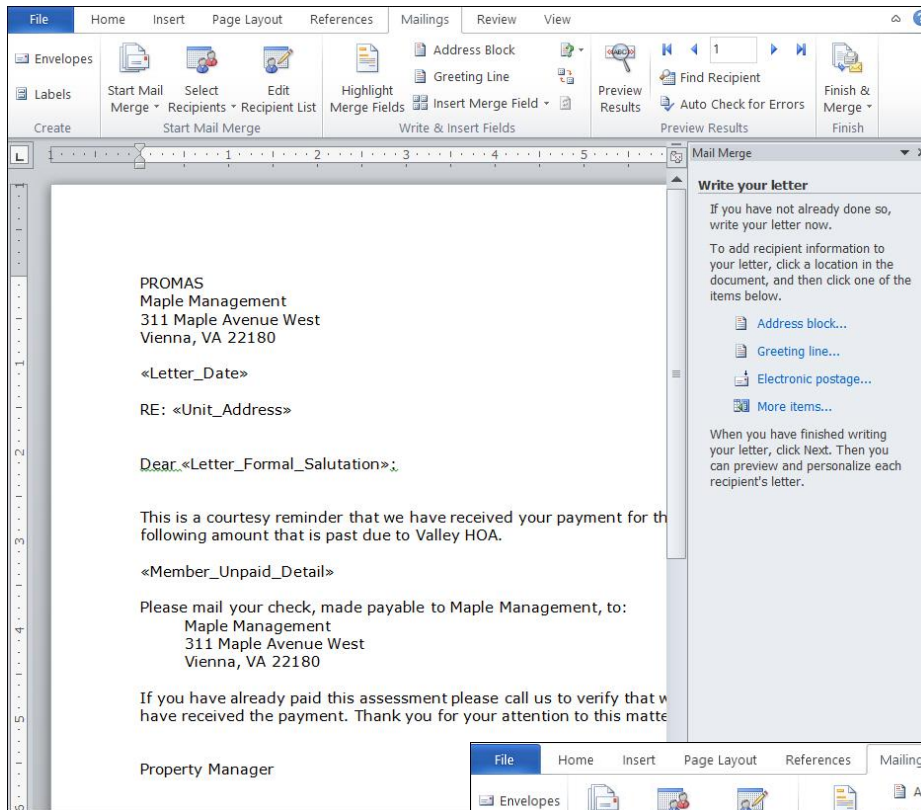 File Home Insert Page Layout References Mailings Review View
Envelopes
Labels
Create
Start Mail Merge
Select Recipients
Edit Recipient List
Start Mail Merge
Highlight Merge Fields
Address Block
Greeting Line
Insert Merge Field
Write & Insert Fields
Preview Results
1
Find Recipient
Auto Check for Errors
Preview Results
Finish & Merge
Finish
L
1 1 2 3 4 5
Mail Merge
Write your letter
If you have not already done so,
write your letter now.
To add recipient information to
your letter, click a location in the
document, and then click one of the
items below.
Address block...
Greeting line...
Electronic postage...
More items...
When you have finished writing
your letter, click Next. Then you
can preview and personalize each
recipient's letter.
PROMAS
Maple Management
311 Maple Avenue West
Vienna, VA 22180
«Letter_Date»
RE: «Unit_Address»
Dear «Letter_Formal_Salutation»:
This is a courtesy reminder that we have received your payment for th
following amount that is past due to Valley HOA.
«Member_Unpaid_Detail»
Please mail your check, made payable to Maple Management, to:
Maple Management
311 Maple Avenue West
Vienna, VA 22180
If you have already paid this assessment please call us to verify that w
have received the payment. Thank you for your attention to this matte
Property Manager
File Home Insert Page Layout References Mailing
Envelopes
A